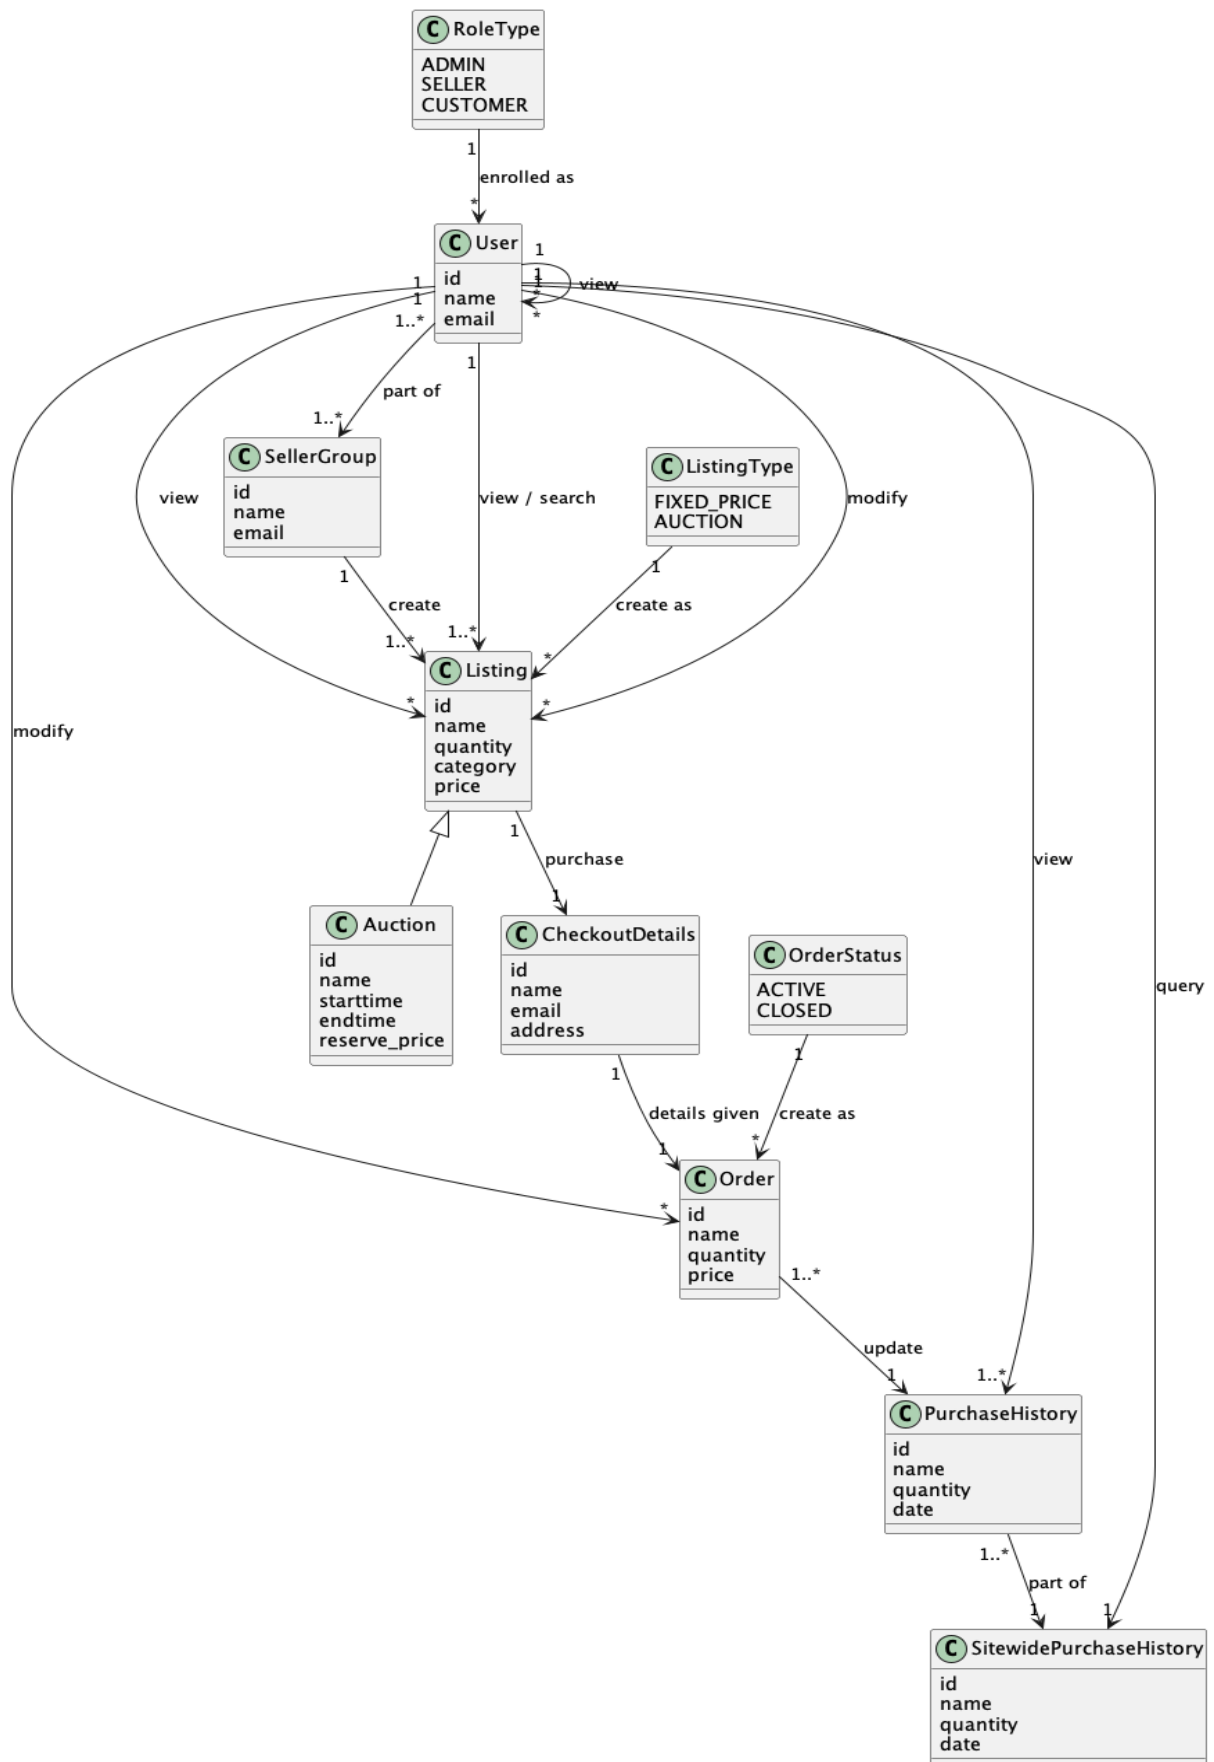 C RoleType
ADMIN
SELLER
CUSTOMER
1
enrolled as
*
C User
id
name
email
1
1
1
*
view
*
1
1
1..*
1
part of
1..*
C SellerGroup
id
name
email
C ListingType
FIXED_PRICE
AUCTION
view
view / search
modify
1
create
1..*
1..*
1
create as
*
C Listing
id
name
quantity
category
price
*
*
modify
1
purchase
1
view
C Auction
id
name
starttime
endtime
reserve_price
C CheckoutDetails
id
name
email
address
C OrderStatus
ACTIVE
CLOSED
query
1
details given
1
1
create as
*
C Order
id
name
quantity
price
*
1..*
update
1
1..*
C PurchaseHistory
id
name
quantity
date
1..*
part of
1
1
C SitewidePurchaseHistory
id
name
quantity
date